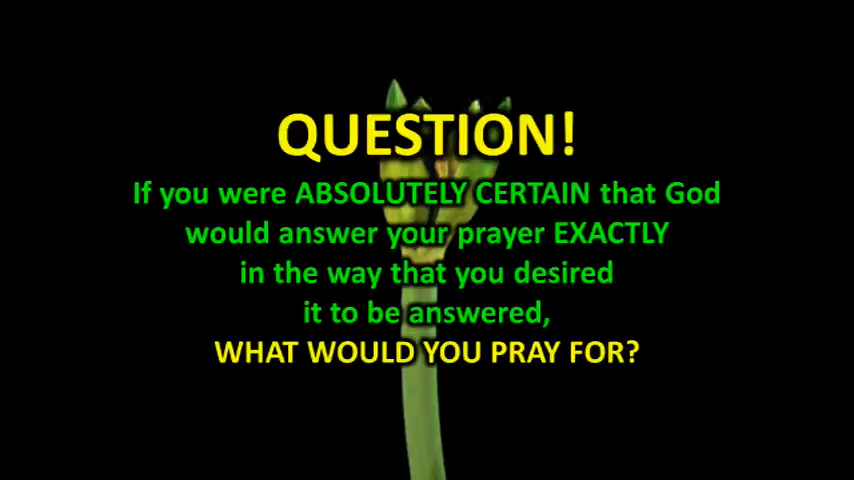 QUESTION!
If you were ABSOLUTELY CERTAIN that God
would answer your prayer EXACTLY
in the way that you desired
it to be answered,
WHAT WOULD YOU PRAY FOR?